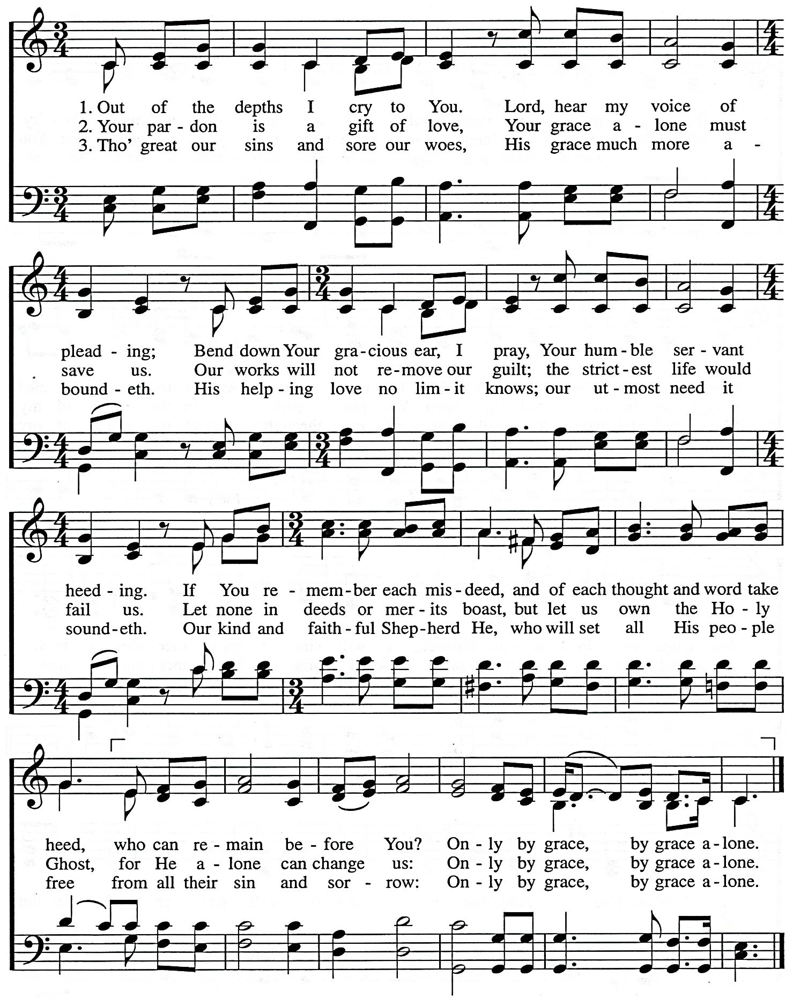 1. Out of the depths I cry to You. Lord, hear my voice of
2. Your par - don is a gift of love, Your grace a - lone must
3. Tho' great our sins and sore our woes, His grace much more a -
plead - ing; Bend down Your gra - cious ear, I pray, Your hum - ble ser - vant
save us. Our works will not re - move our guilt; the strict - est life would
bound - eth. His help - ing love no lim - it knows; our ut - most need it
heed - ing. If You re - mem - ber each mis - deed, and of each thought and word take
fail us. Let none in deeds or mer - its boast, but let us own the Ho - ly
sound - eth. Our kind and faith - ful Shep - herd He, who will set all His peo - ple
heed, who can re - main be - fore You? On - ly by grace, by grace a - lone.
Ghost, for He a - lone can change us: On - ly by grace, by grace a - lone.
free from all their sin and sor - row: On - ly by grace, by grace a - lone.